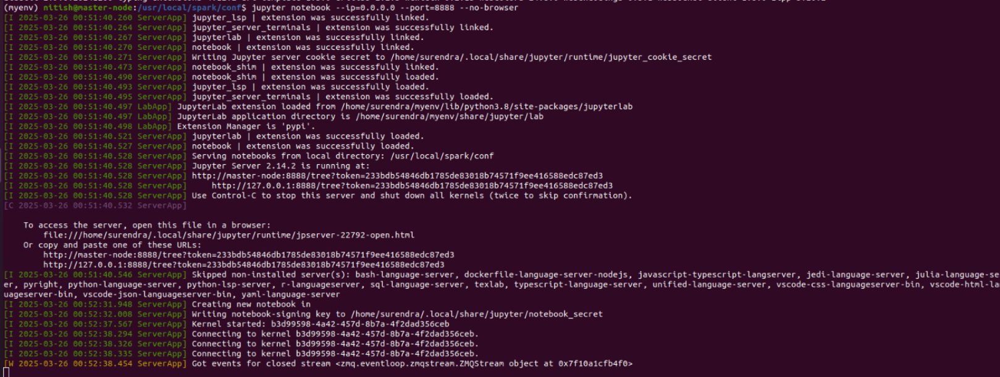 (myenv) nitish@master-node:/usr/local/spark/conf$ jupyter notebook --ip=0.0.0.0 --port=8888 --no-browser
[I 2025-03-26 00:51:40.260 ServerApp] jupyter_lsp | extension was successfully linked.
[I 2025-03-26 00:51:40.264 ServerApp] jupyter_server_terminals | extension was successfully linked.
[I 2025-03-26 00:51:40.267 ServerApp] jupyterlab | extension was successfully linked.
[I 2025-03-26 00:51:40.270 ServerApp] notebook | extension was successfully linked.
[I 2025-03-26 00:51:40.271 ServerApp] Writing Jupyter server cookie secret to /home/surendra/.local/share/jupyter/runtime/jupyter_cookie_secret
[I 2025-03-26 00:51:40.473 ServerApp] notebook_shim | extension was successfully linked.
[I 2025-03-26 00:51:40.490 ServerApp] notebook_shim | extension was successfully loaded.
[I 2025-03-26 00:51:40.493 ServerApp] jupyter_lsp | extension was successfully loaded.
[I 2025-03-26 00:51:40.495 ServerApp] jupyter_server_terminals | extension was successfully loaded.
[I 2025-03-26 00:51:40.497 LabApp] JupyterLab extension loaded from /home/surendra/myenv/lib/python3.8/site-packages/jupyterlab
[I 2025-03-26 00:51:40.497 LabApp] JupyterLab application directory is /home/surendra/myenv/share/jupyter/lab
[I 2025-03-26 00:51:40.498 LabApp] Extension Manager is 'pypi'.
[I 2025-03-26 00:51:40.521 ServerApp] jupyterlab | extension was successfully loaded.
[I 2025-03-26 00:51:40.527 ServerApp] notebook | extension was successfully loaded.
[I 2025-03-26 00:51:40.528 ServerApp] Serving notebooks from local directory: /usr/local/spark/conf
[I 2025-03-26 00:51:40.528 ServerApp] Jupyter Server 2.14.2 is running at:
[I 2025-03-26 00:51:40.528 ServerApp] http://master-node:8888/tree?token=233bdb54846db1785de83018b74571f9ee416588edc87ed3
[I 2025-03-26 00:51:40.528 ServerApp]     http://127.0.0.1:8888/tree?token=233bdb54846db1785de83018b74571f9ee416588edc87ed3
[I 2025-03-26 00:51:40.528 ServerApp] Use Control-C to stop this server and shut down all kernels (twice to skip confirmation).
[C 2025-03-26 00:51:40.532 ServerApp]
To access the server, open this file in a browser:
file:///home/surendra/.local/share/jupyter/runtime/jpserver-22792-open.html
Or copy and paste one of these URLs:
http://master-node:8888/tree?token=233bdb54846db1785de83018b74571f9ee416588edc87ed3
http://127.0.0.1:8888/tree?token=233bdb54846db1785de83018b74571f9ee416588edc87ed3
[I 2025-03-26 00:51:40.546 ServerApp] Skipped non-installed server(s): bash-language-server, dockerfile-language-server-nodejs, javascript-typescript-langserver, jedi-language-server, julia-language-se
er, pyright, python-language-server, python-lsp-server, r-languageserver, sql-language-server, texlab, typescript-language-server, unified-language-server, vscode-css-languageserver-bin, vscode-html-la
uageserver-bin, vscode-json-languageserver-bin, yaml-language-server
[I 2025-03-26 00:52:31.948 ServerApp] Creating new notebook in
[I 2025-03-26 00:52:32.008 ServerApp] Writing notebook-signing key to /home/surendra/.local/share/jupyter/notebook_secret
[I 2025-03-26 00:52:37.567 ServerApp] Kernel started: b3d99598-4a42-457d-8b7a-4f2dad356ceb
[I 2025-03-26 00:52:38.294 ServerApp] Connecting to kernel b3d99598-4a42-457d-8b7a-4f2dad356ceb.
[I 2025-03-26 00:52:38.326 ServerApp] Connecting to kernel b3d99598-4a42-457d-8b7a-4f2dad356ceb.
[I 2025-03-26 00:52:38.335 ServerApp] Connecting to kernel b3d99598-4a42-457d-8b7a-4f2dad356ceb.
[W 2025-03-26 00:52:38.454 ServerApp] Got events for closed stream <zmq.eventloop.zmqstream.ZMQStream object at 0x7f10a1cfb4f0>